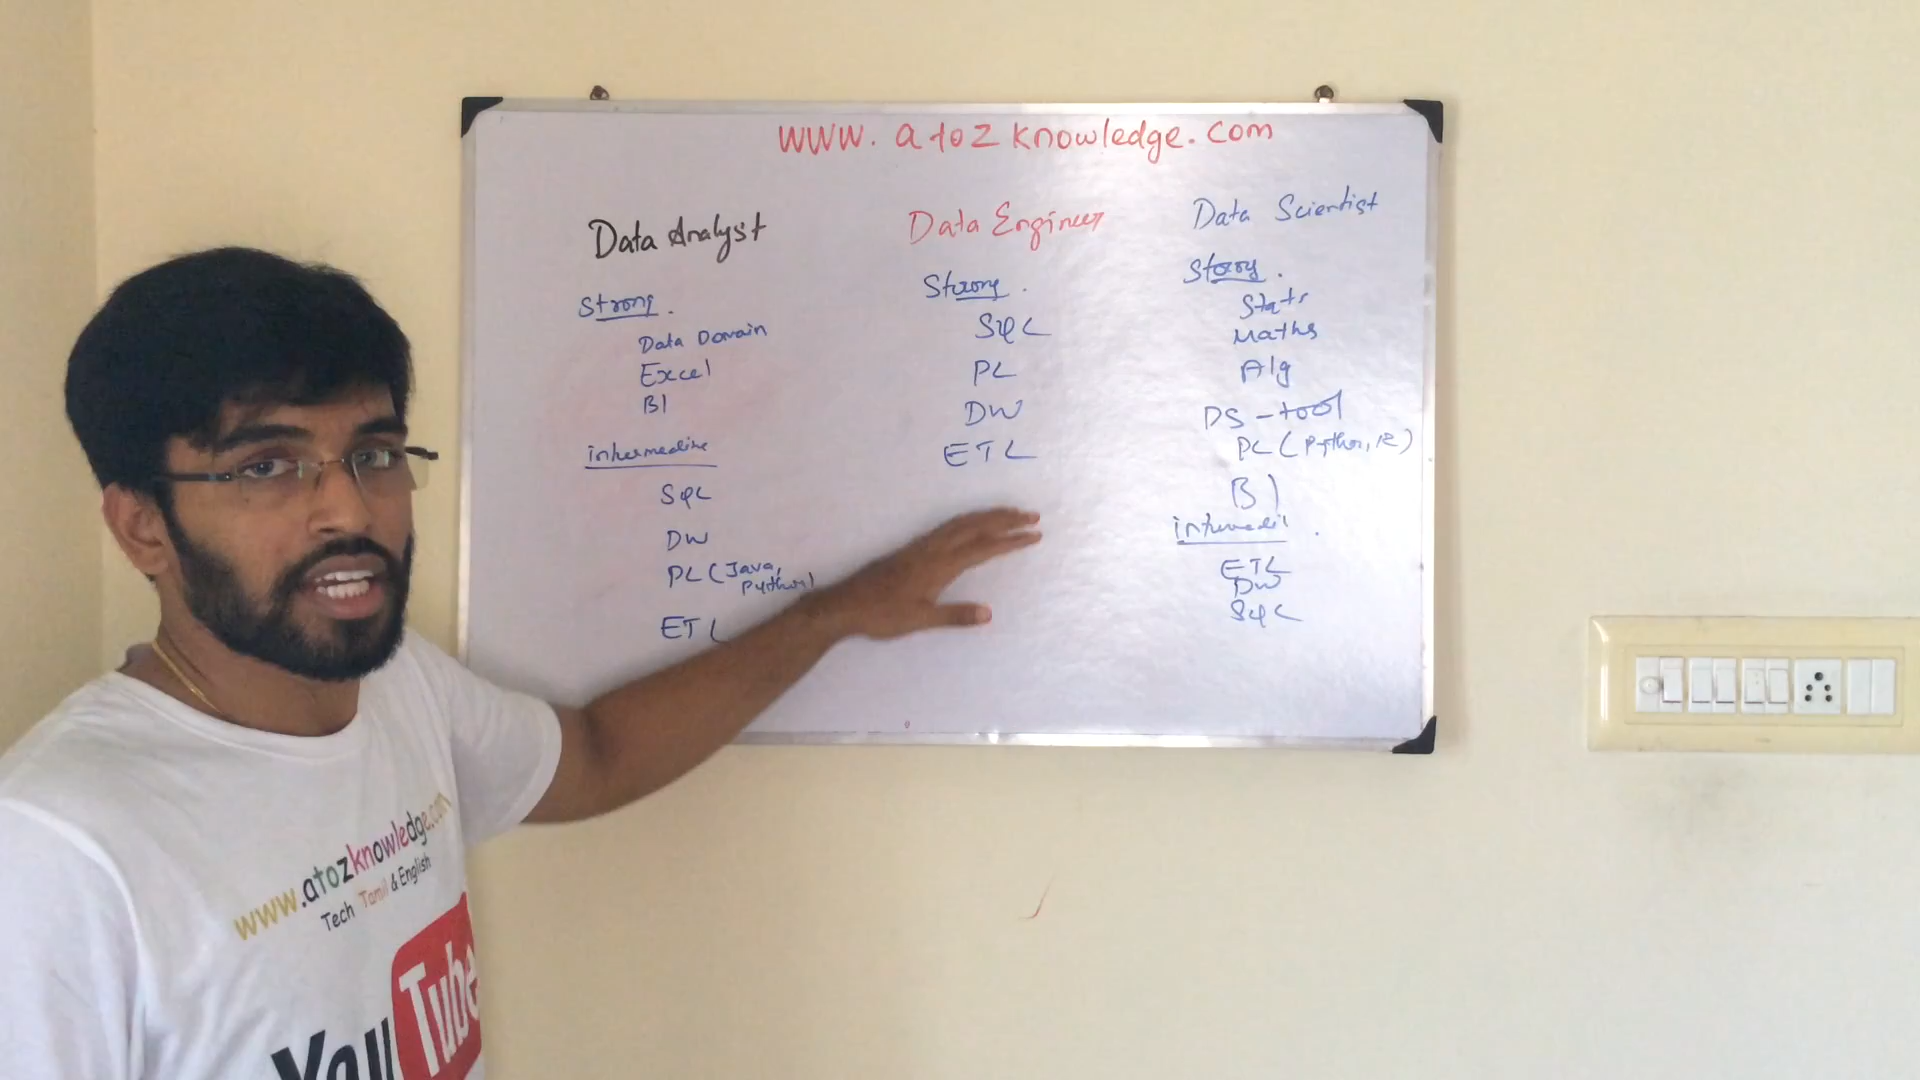 www.atozknowledge.com
Data Analyst
Strong.
Data Domain
Excel
BI
intermediate
SQL
DW
PL (Java,
Python)
ETL
Data Engineer
Strong.
SQL
PL
DW
ETL
Data Scientist
Strong.
Stats
Maths
Alg
DS - tool
PL (Python, R)
BI
intermedi
ETL
DW
SQL
www.atozknowledge.com
Tech Tamil & English
YouTube